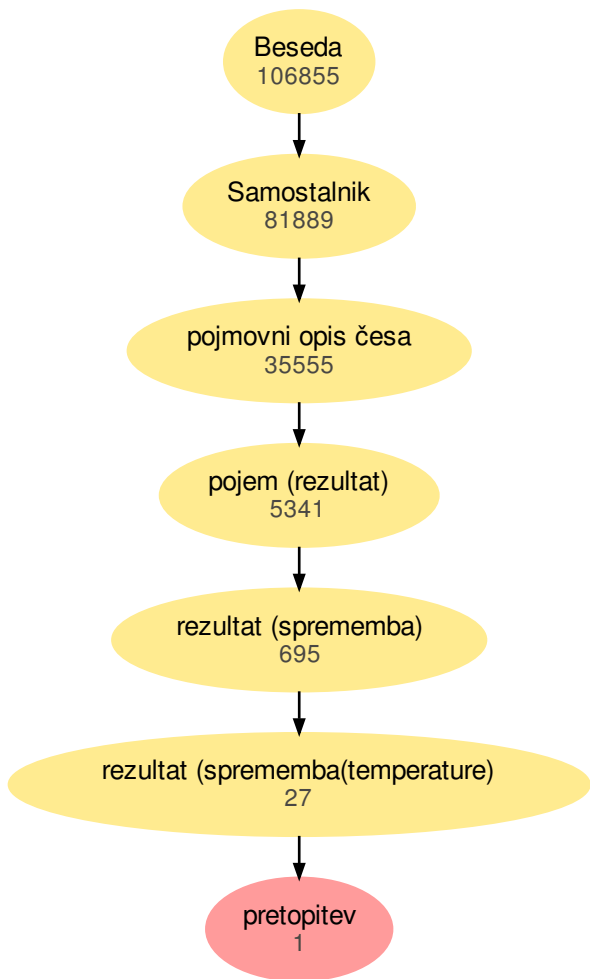 Beseda
106855
Samostalnik
81889
pojmovni opis česa
35555
pojem (rezultat)
5341
rezultat (sprememba)
695
rezultat (sprememba(temperature)
27
pretopitev
1